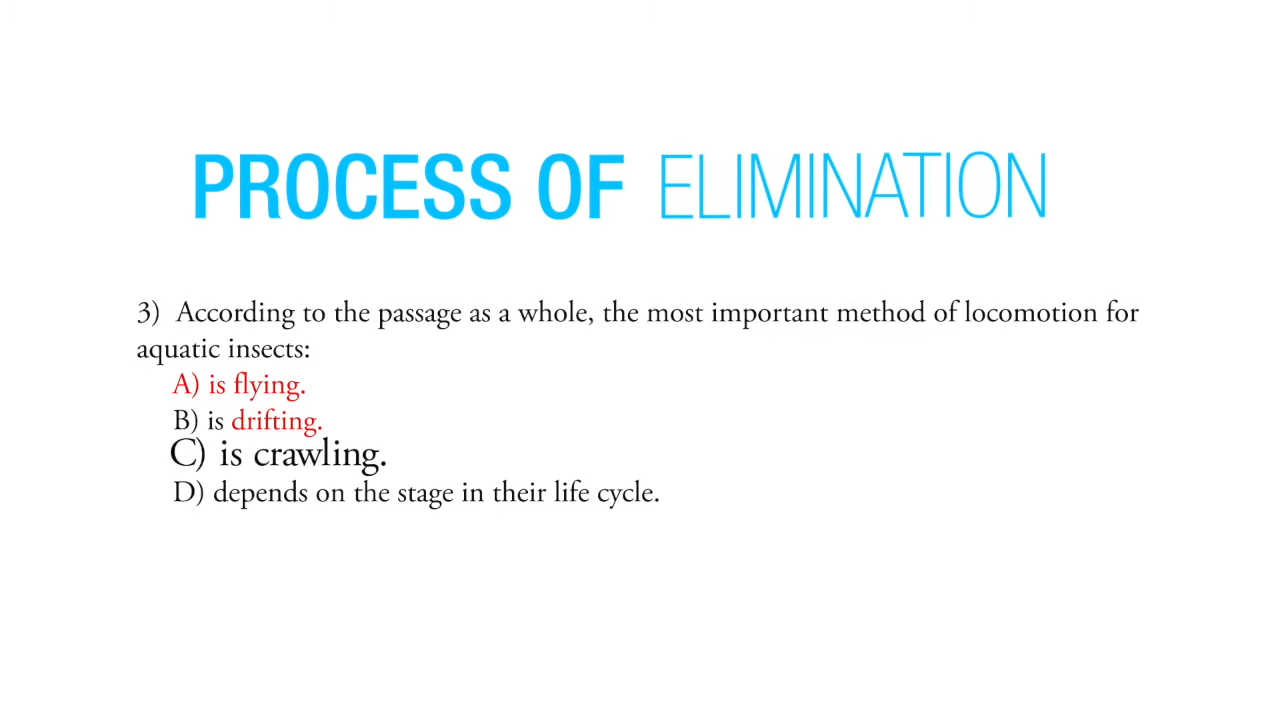 PROCESS OF ELIMINATION
3) According to the passage as a whole, the most important method of locomotion for
aquatic insects:
A) is flying.
B) is drifting.
C) is crawling.
D) depends on the stage in their life cycle.